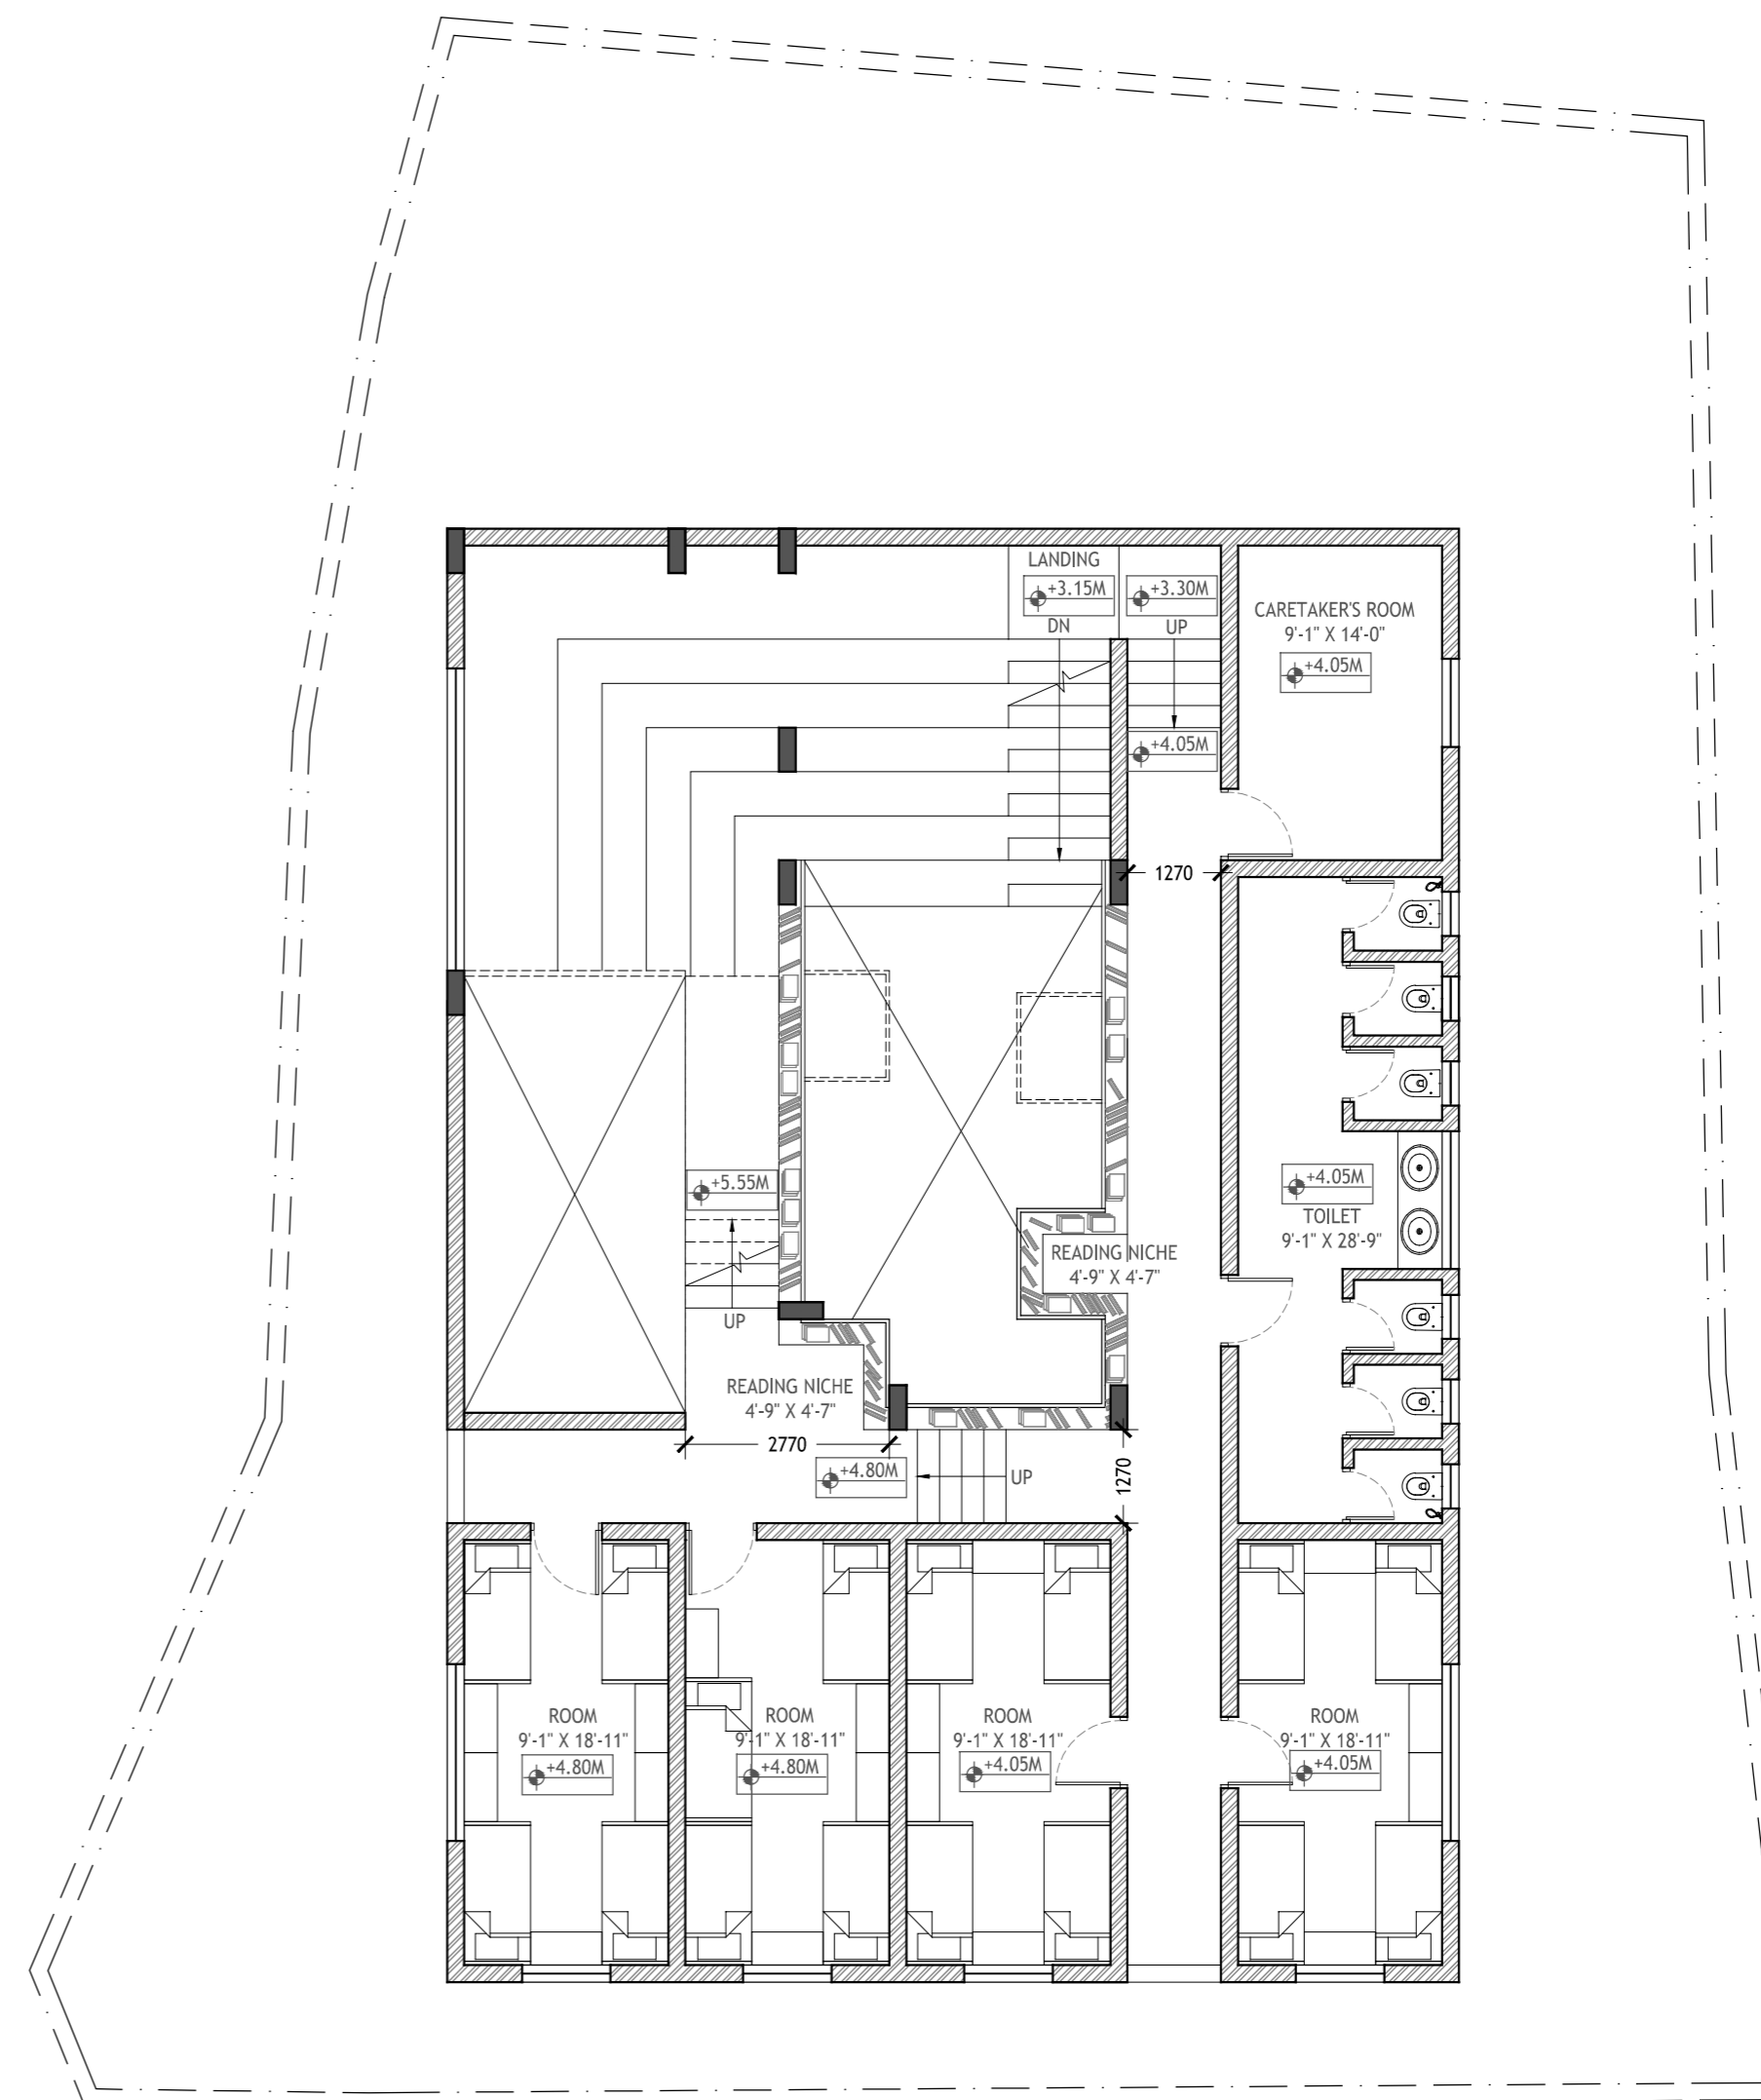 LANDING
+3.15M
DN
+3.30M
UP
CARETAKER'S ROOM
9'-1" X 14'-0"
+4.05M
+4.05M
1270
+5.55M
UP
+4.05M
TOILET
9'-1" X 28'-9"
READING NICHE
4'-9" X 4'-7"
READING NICHE
4'-9" X 4'-7"
2770
+4.80M
UP
1270
ROOM
9'-1" X 18'-11"
+4.80M
ROOM
9'-1" X 18'-11"
+4.80M
ROOM
9'-1" X 18'-11"
+4.05M
ROOM
9'-1" X 18'-11"
+4.05M